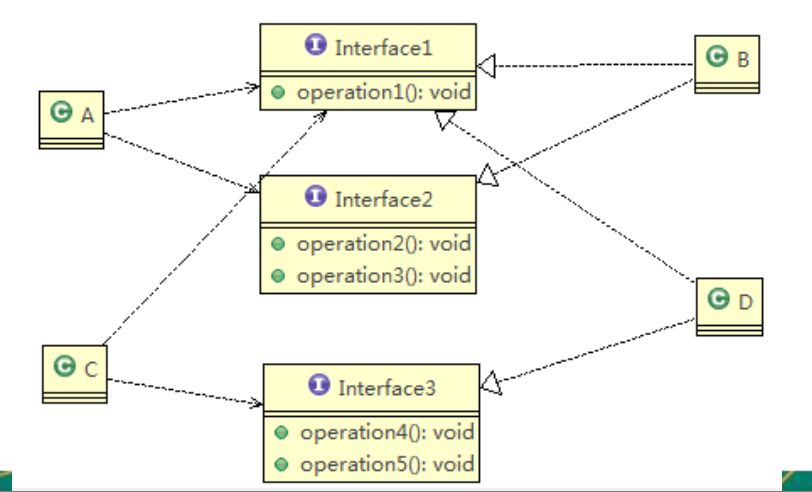 I Interface1
operation1(): void
C A
C B
I Interface2
operation2(): void
operation3(): void
C D
C C
I Interface3
operation4(): void
operation5(): void